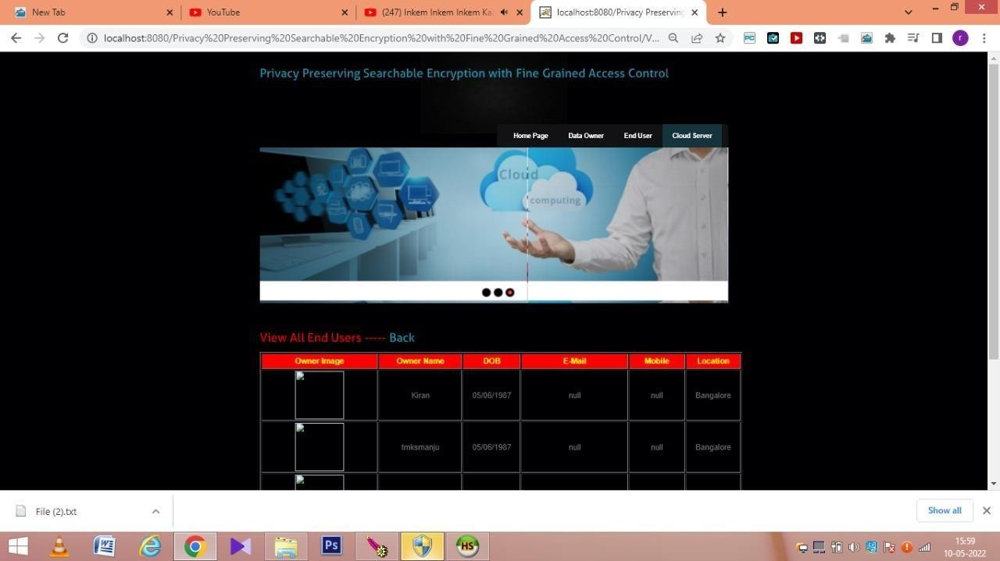 New Tab
YouTube
(247) Inkem Inkem Inkem Ka
localhost:8080/Privacy Preserving
localhost:8080/Privacy%20Preserving%20Searchable%20Encryption%20with%20Fine%20Grained%20Access%20Control/V...
PC
r
Privacy Preserving Searchable Encryption with Fine Grained Access Control
Home Page Data Owner End User Cloud Server
Cloud
computing
View All End Users ----- Back
Owner Image Owner Name DOB E-Mail Mobile Location
Kiran 05/06/1987 null null Bangalore
tmksmanju 05/06/1987 null null Bangalore
File (2).txt
Show all
Ps
HS
15:59
10-05-2022